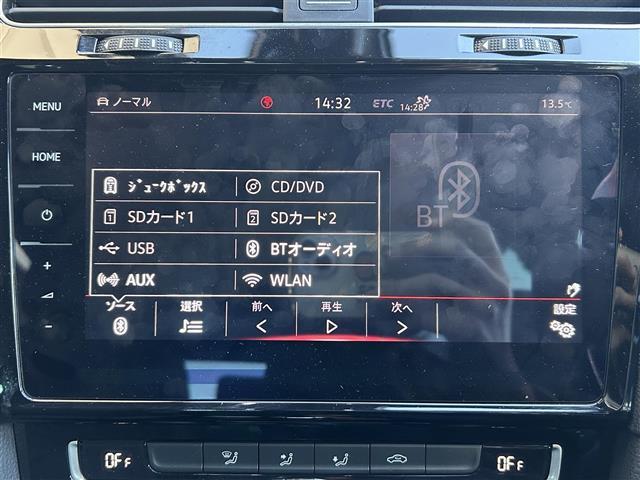 MENU
ノーマル
14:32
ETC
14:28
13.5℃
HOME
ジュークボックス
CD/DVD
1
SDカード1
2
SDカード2
USB
BTオーディオ
AUX
WLAN
BT
+
-
ソース
選択
前へ
再生
次へ
設定
OFF
OFF